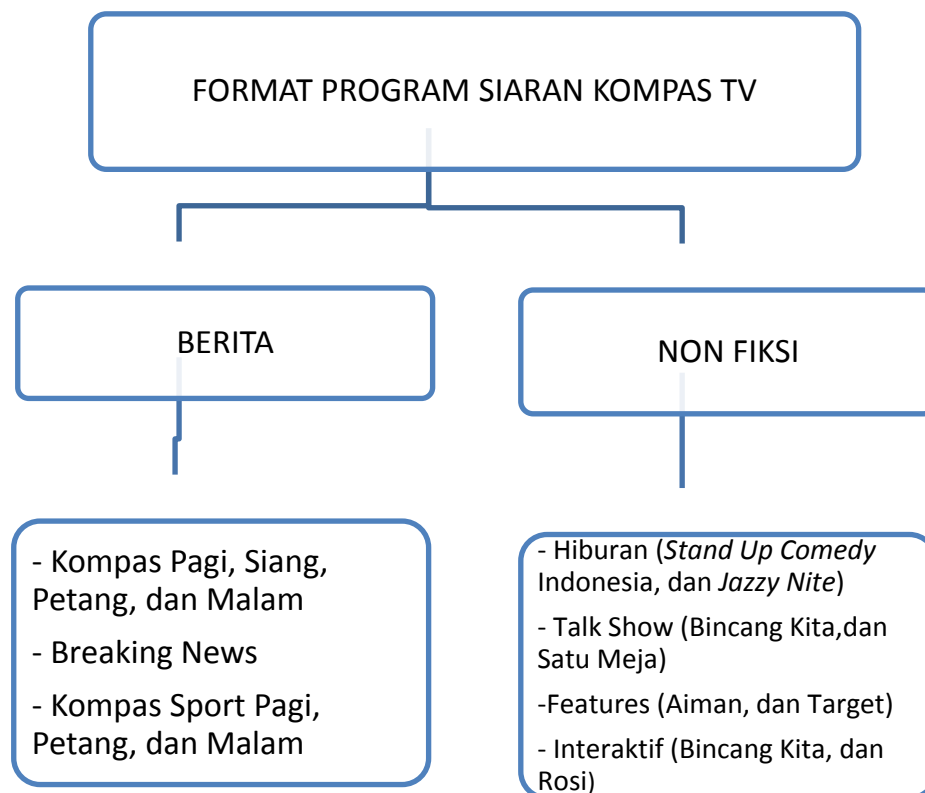 FORMAT PROGRAM SIARAN KOMPAS TV
BERITA
NON FIKSI
- Kompas Pagi, Siang,
Petang, dan Malam
- Breaking News
- Kompas Sport Pagi,
Petang, dan Malam
- Hiburan (Stand Up Comedy
Indonesia, dan Jazzy Nite)
- Talk Show (Bincang Kita,dan
Satu Meja)
-Features (Aiman, dan Target)
- Interaktif (Bincang Kita, dan
Rosi)